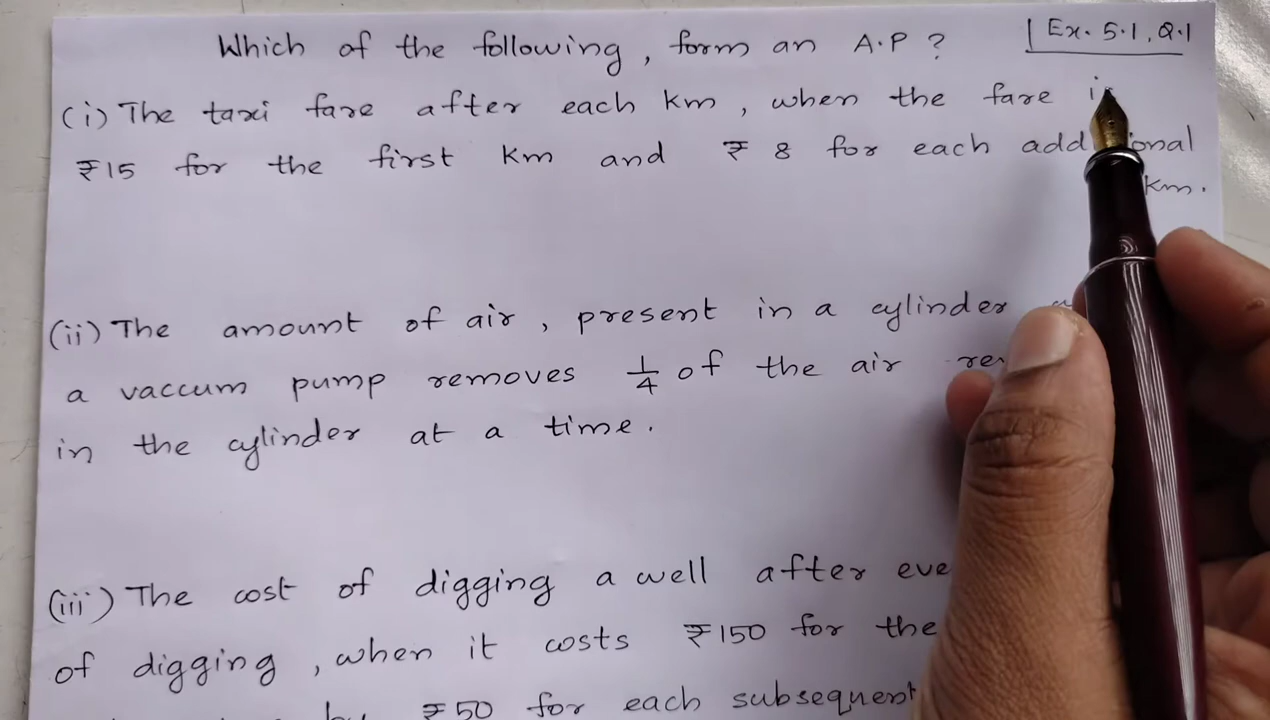 Which of the following, form an A.P ?
Ex. 5.1, Q.1
(i) The taxi fare after each km, when the fare
₹15 for the first km and ₹ 8 for each
km.
(ii) The amount of air, present in a cylinder
a vaccum pump removes 1/4 of the air
in the cylinder at a time.
(iii) The cost of digging a well after
of digging, when it costs ₹150 for the
₹50 for each subsequent